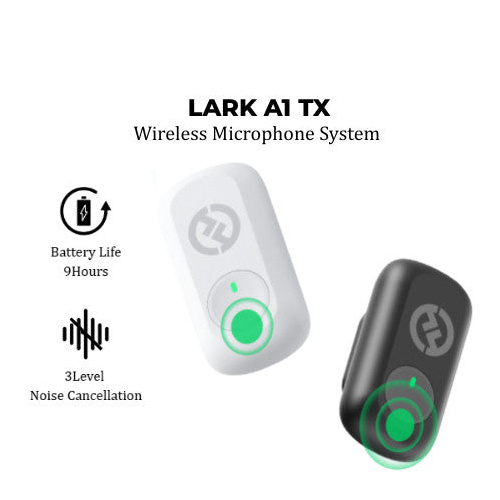 LARK A1 TX
Wireless Microphone System
Battery Life
9Hours
3Level
Noise Cancellation